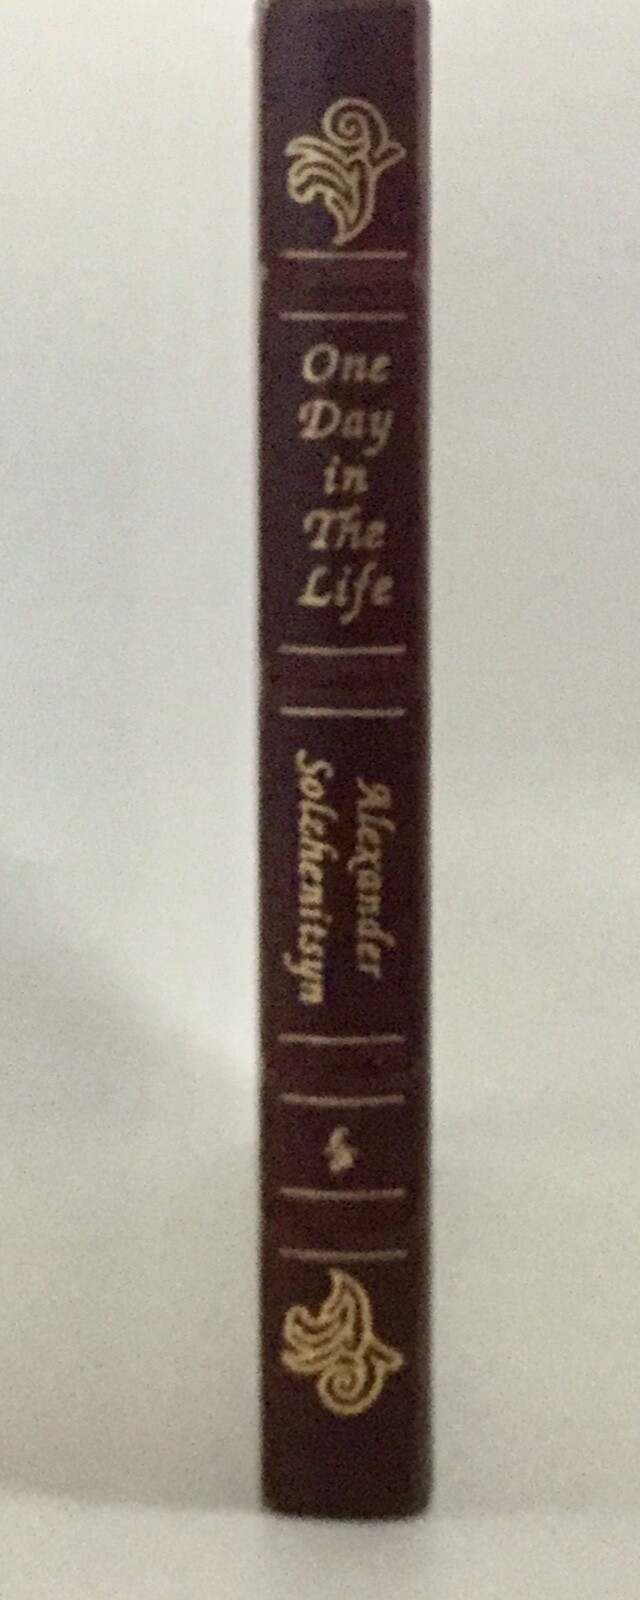 One
Day
in
The
Life
Alexander
Solzhenitsyn